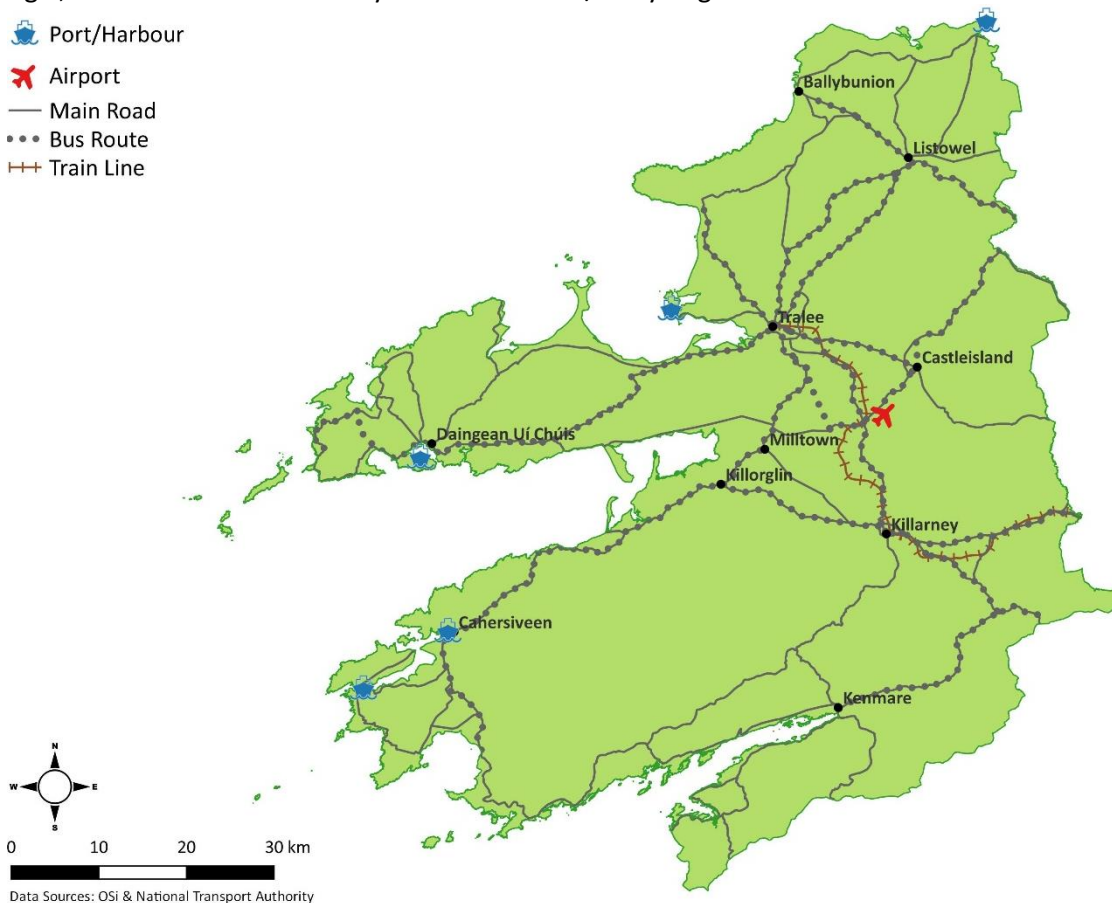 Port/Harbour
Airport
Main Road
Bus Route
Train Line
Ballybunion
Listowel
Tralee
Castleisland
Daingean Uí Chúis
Milltown
Killorglin
Killarney
Cahersiveen
Kenmare
N
W E
S
0 10 20 30 km
Data Sources: OSi & National Transport Authority